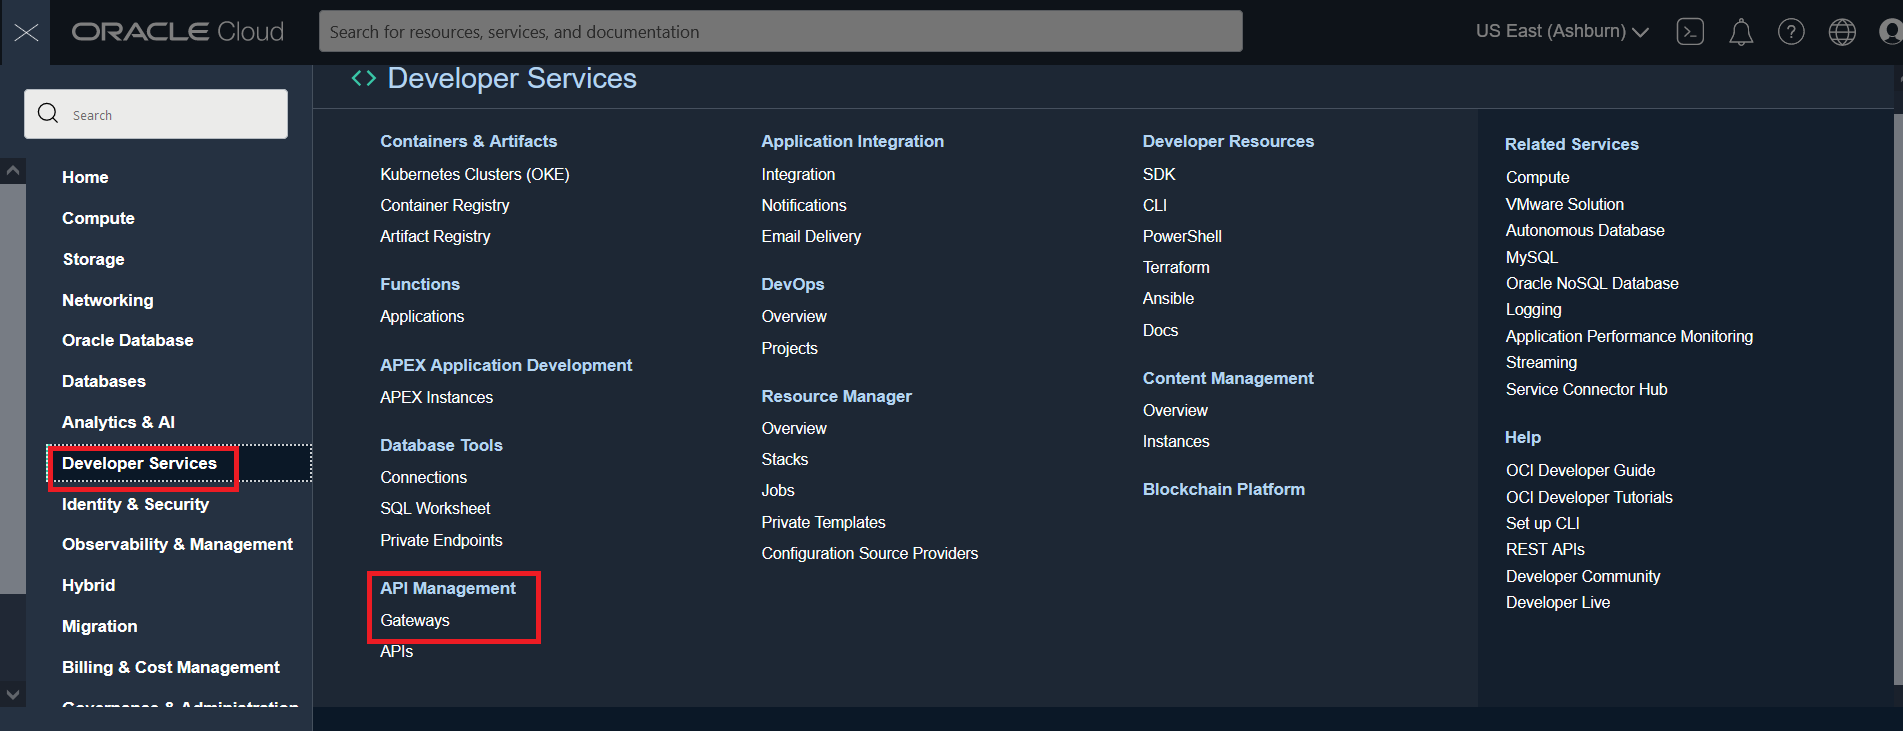 ORACLE Cloud
Search for resources, services, and documentation
US East (Ashburn)
Search
Home
Compute
Storage
Networking
Oracle Database
Databases
Analytics & AI
Developer Services
Identity & Security
Observability & Management
Hybrid
Migration
Billing & Cost Management
Governance & Administration
Developer Services
Containers & Artifacts
Kubernetes Clusters (OKE)
Container Registry
Artifact Registry
Functions
Applications
APEX Application Development
APEX Instances
Database Tools
Connections
SQL Worksheet
Private Endpoints
API Management
Gateways
APIs
Application Integration
Integration
Notifications
Email Delivery
DevOps
Overview
Projects
Resource Manager
Overview
Stacks
Jobs
Private Templates
Configuration Source Providers
Developer Resources
SDK
CLI
PowerShell
Terraform
Ansible
Docs
Content Management
Overview
Instances
Blockchain Platform
Related Services
Compute
VMware Solution
Autonomous Database
MySQL
Oracle NoSQL Database
Logging
Application Performance Monitoring
Streaming
Service Connector Hub
Help
OCI Developer Guide
OCI Developer Tutorials
Set up CLI
REST APIs
Developer Community
Developer Live